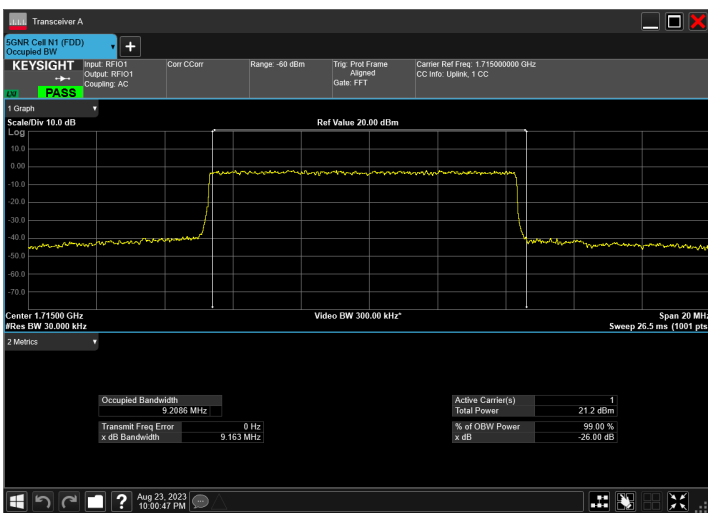 Transceiver A
5GNR Cell N1 (FDD)
Occupied BW
KEYSIGHT
LXI
PASS
Input: RFIO1
Output: RFIO1
Coupling: AC
Corr CCorr
Range: -60 dBm
Trig: Prot Frame
Aligned
Gate: FFT
Carrier Ref Freq: 1.715000000 GHz
CC Info: Uplink, 1 CC
1 Graph
Scale/Div 10.0 dB
Ref Value 20.00 dBm
Log
10.0
0.00
-10.0
-20.0
-30.0
-40.0
-50.0
-60.0
-70.0
Center 1.71500 GHz
Video BW 300.00 kHz*
Span 20 MHz
#Res BW 30.000 kHz
Sweep 26.5 ms (1001 pts
2 Metrics
Occupied Bandwidth
9.2086 MHz
Transmit Freq Error 0 Hz
x dB Bandwidth 9.163 MHz
Active Carrier(s) 1
Total Power 21.2 dBm
% of OBW Power 99.00 %
x dB -26.00 dB
?
Aug 23, 2023
10:00:47 PM